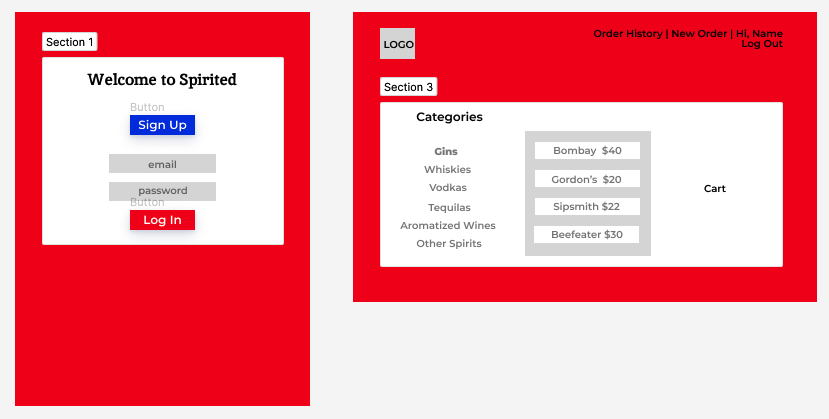 Section 1
Welcome to Spirited
Button
Sign Up
email
password
Button
Log In
LOGO
Order History | New Order | Hi, Name
Log Out
Section 3
Categories
Gins
Whiskies
Vodkas
Tequilas
Aromatized Wines
Other Spirits
Bombay $40
Gordon's $20
Sipsmith $22
Beefeater $30
Cart